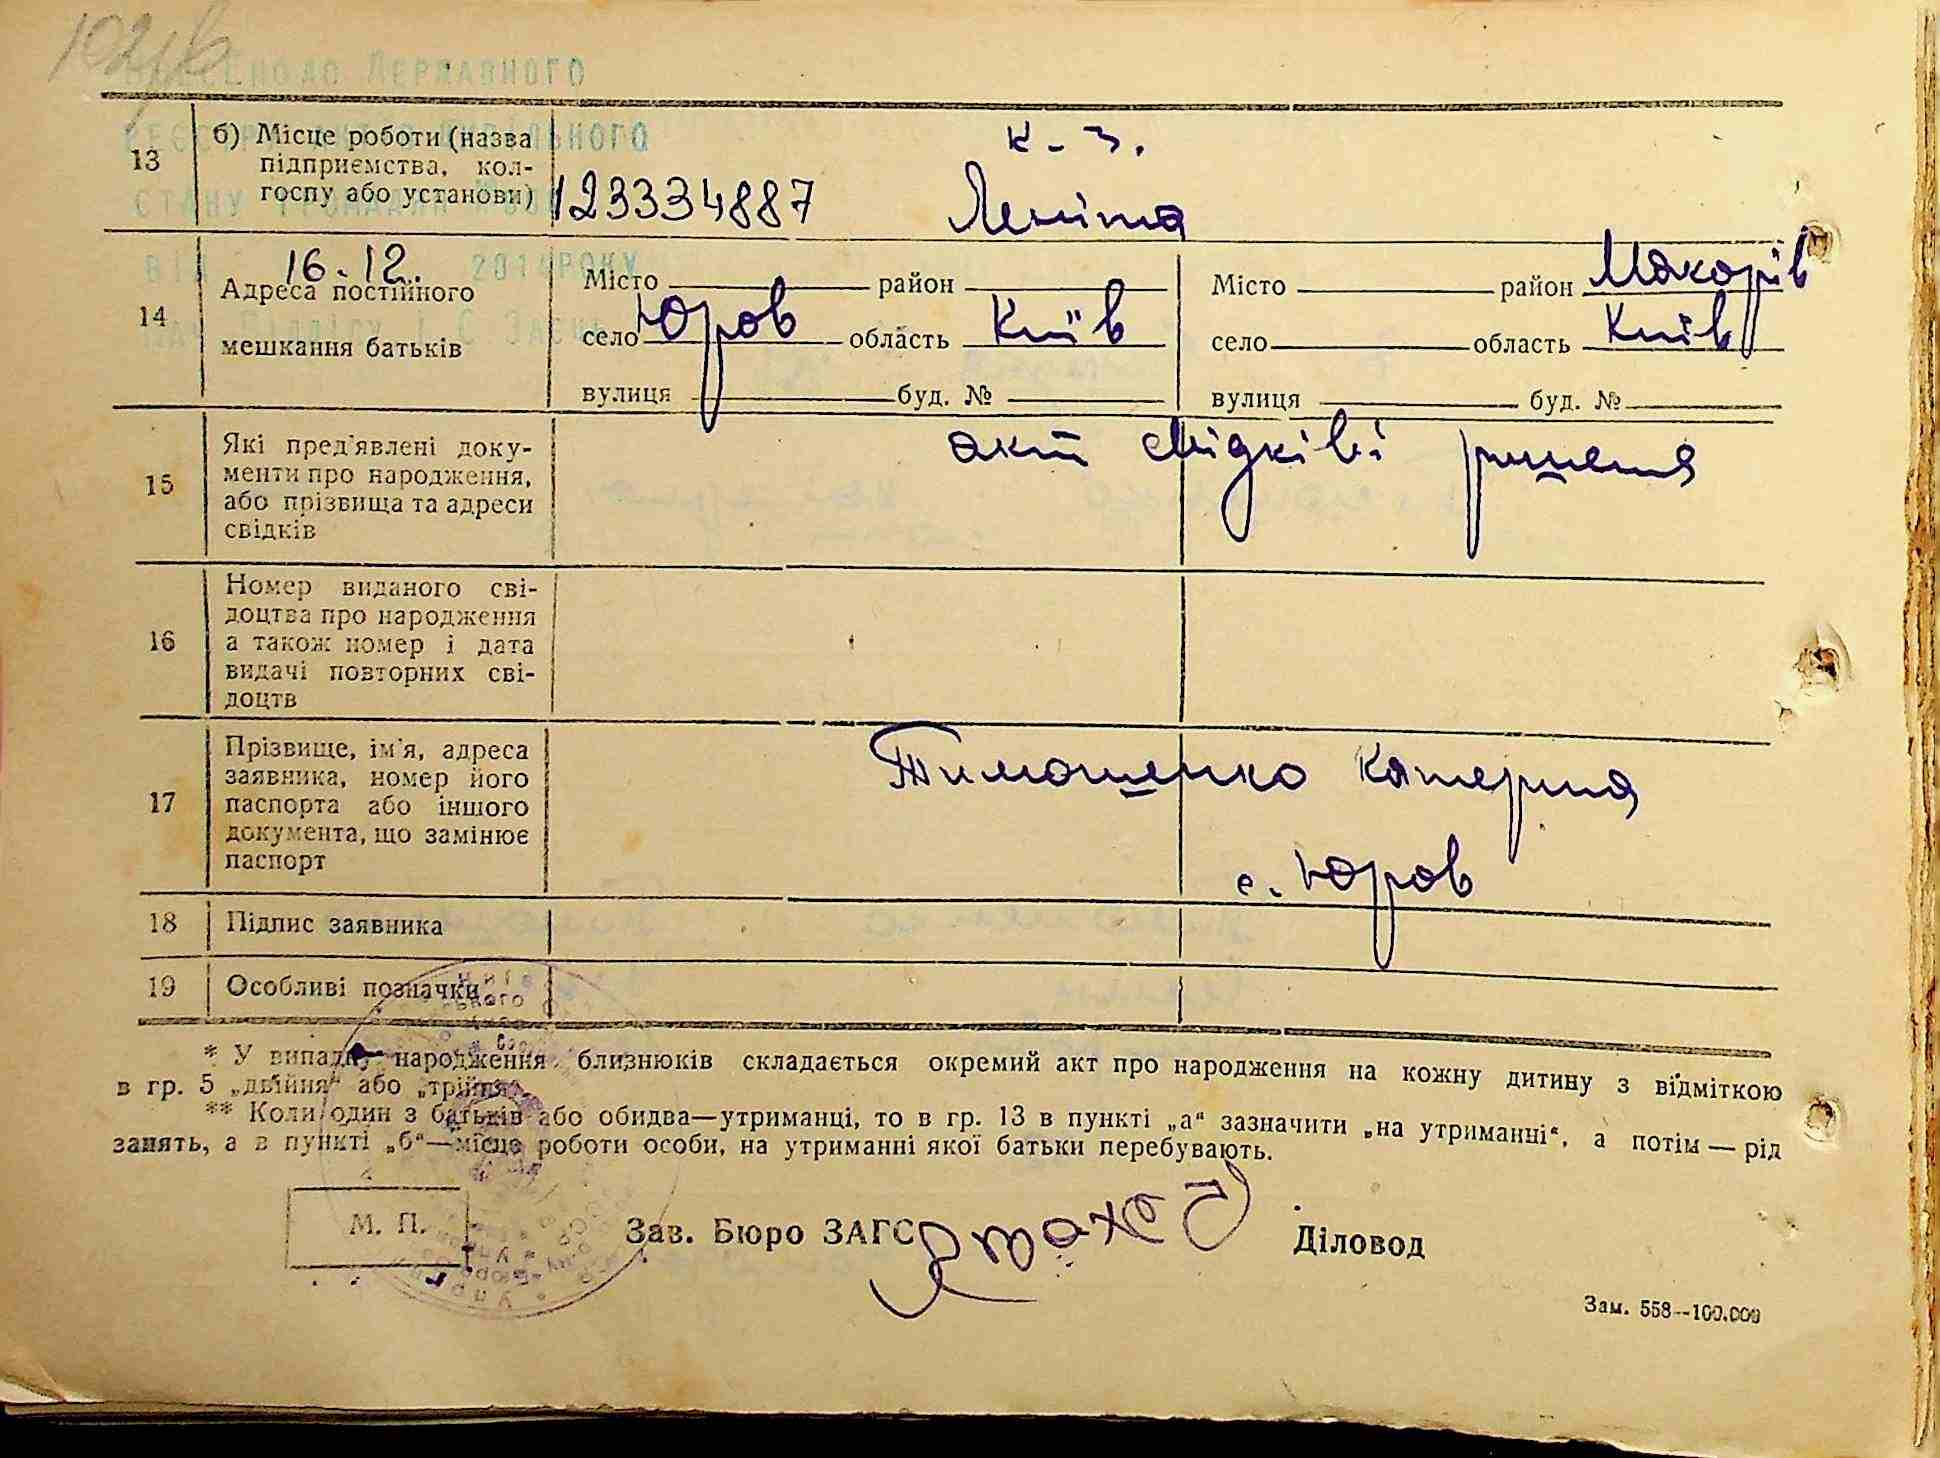 до Державного
13 б) Місце роботи (назва підприємства, кол-
госпу або установи)
к-з.
123334887 Леніна
14 Адреса постійного
мешкання батьків
16.12. 2014 РОКУ
Місто район
село Юров область Київ
вулиця буд. №
Місто район Макорів
село область Київ
вулиця буд. №
15 Які пред'явлені доку-
менти про народження,
або прізвища та адреси
свідків
акт свідків і рішення
16 Номер виданого сві-
доцтва про народження
а також номер і дата
видачі повторних сві-
доцтв
17 Прізвище, ім'я, адреса
заявника, номер його
паспорта або іншого
документа, що замінює
паспорт
Тимошенко Катерина
с. Юров
18 Підпис заявника
19 Особливі позначки
* У випадку народження близнюків складається окремий акт про народження на кожну дитину з відміткою
в гр. 5 „двійня“ або „трійня“.
** Коли один з батьків або обидва—утриманці, то в гр. 13 в пункті „а“ зазначити „на утриманні“, а потім — рід
занять, а в пункті „б“—місце роботи особи, на утриманні якої батьки перебувають.
М. П. Зав. Бюро ЗАГС Діловод
Зам. 558—100.000